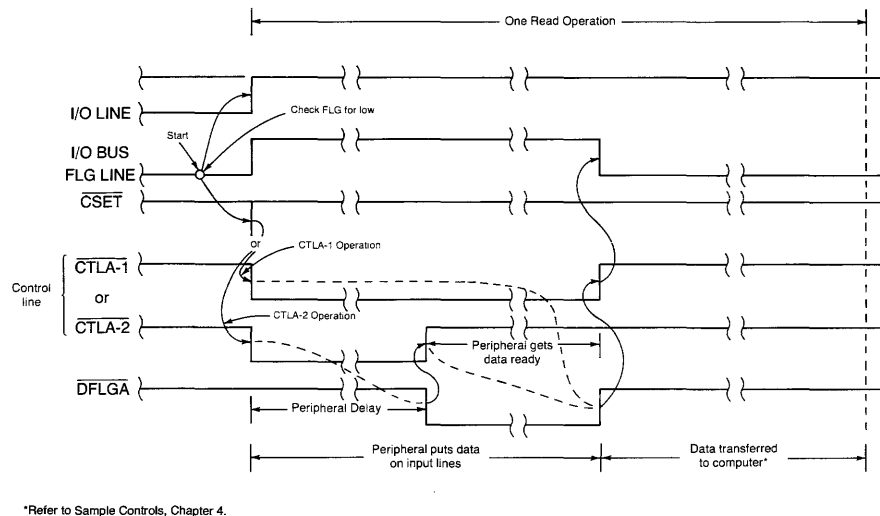 One Read Operation
I/O LINE
Check FLG for low
Start
I/O BUS
FLG LINE
CSET
or
CTLA-1 Operation
CTLA-1
Control
line
or
CTLA-2 Operation
CTLA-2
Peripheral gets
data ready
DFLGA
Peripheral Delay
Peripheral puts data
on input lines
Data transferred
to computer*
*Refer to Sample Controls, Chapter 4.